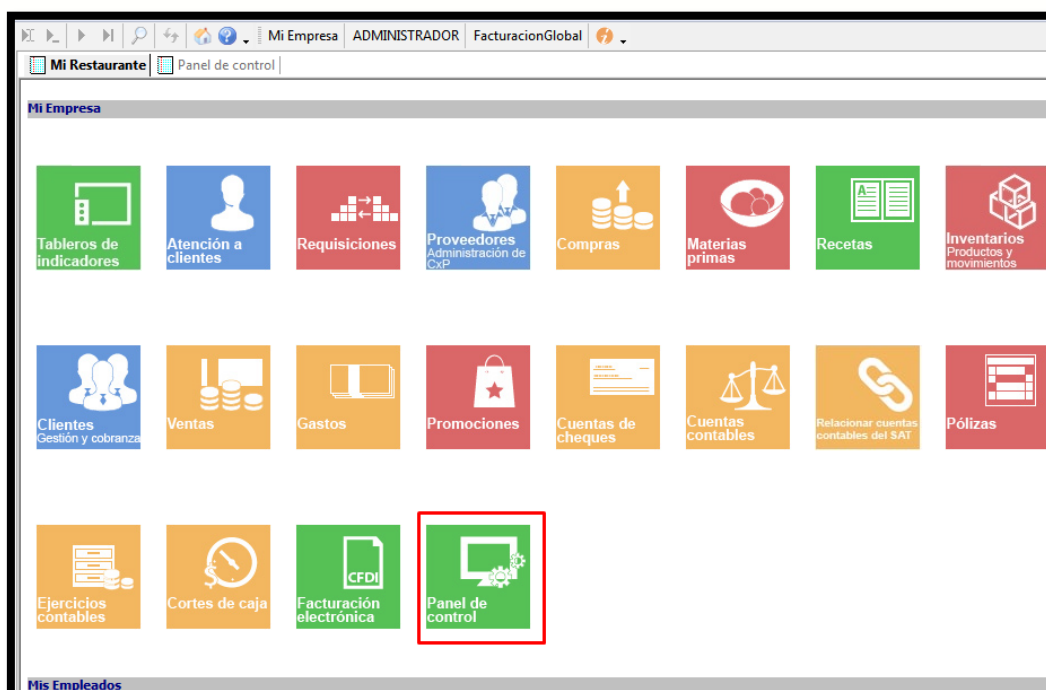 Mi Empresa ADMINISTRADOR FacturacionGlobal
Mi Restaurante Panel de control
Mi Empresa
Tableros de
indicadores
Atención a
clientes
Requisiciones
Proveedores
Administración de
CxP
Compras
Materias
primas
A
Recetas
Inventarios
Productos y
movimientos
Clientes
Gestión y cobranza
Ventas
Gastos
Promociones
Cuentas de
cheques
Cuentas
contables
Relacionar cuentas
contables del SAT
Pólizas
Ejercicios
contables
$
Cortes de caja
CFDI
Facturación
electrónica
Panel de
control
Mis Empleados